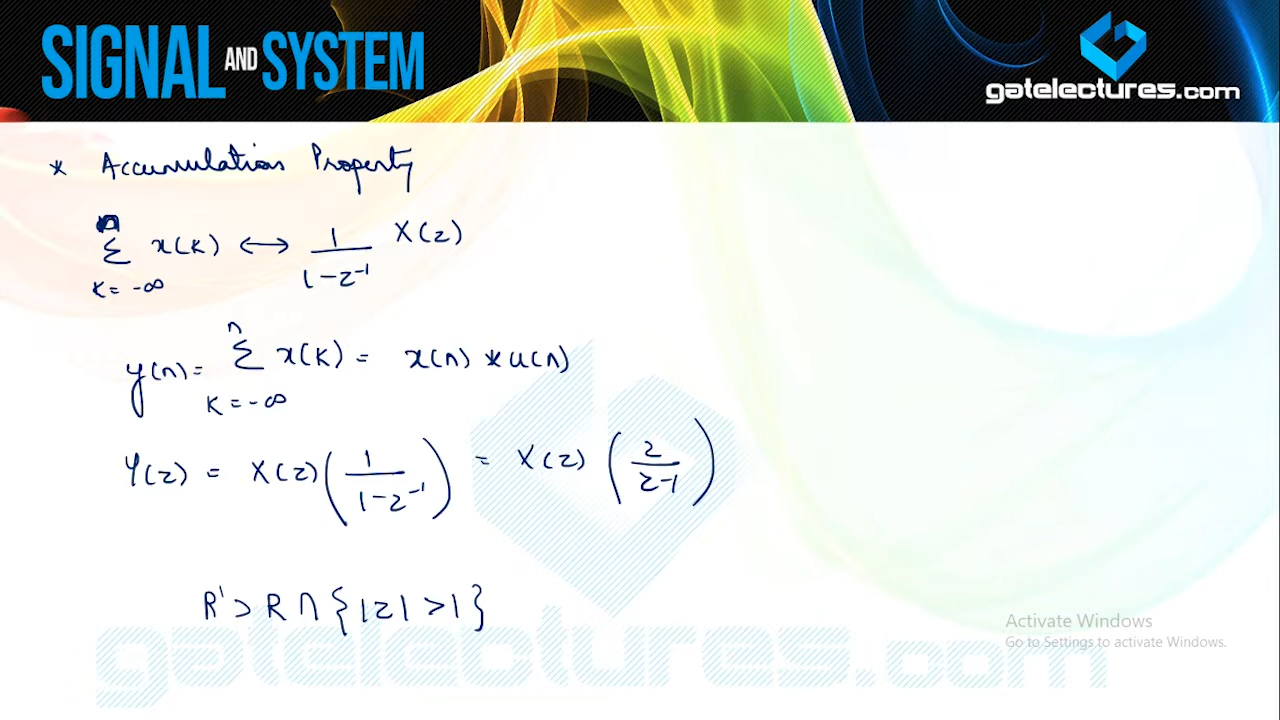 SIGNAL AND SYSTEM
gatelectures.com
* Accumulation Property
n
Σ x(k) ↔ 1/(1-z⁻¹) X(z)
K = -∞
n
y(n) = Σ x(k) = x(n) * u(n)
K = -∞
Y(z) = X(z) (1/(1-z⁻¹)) = X(z) (z/(z-1))
R' ⊃ R ∩ {|z| > 1}
Activate Windows
Go to Settings to activate Windows.
gatelectures.com